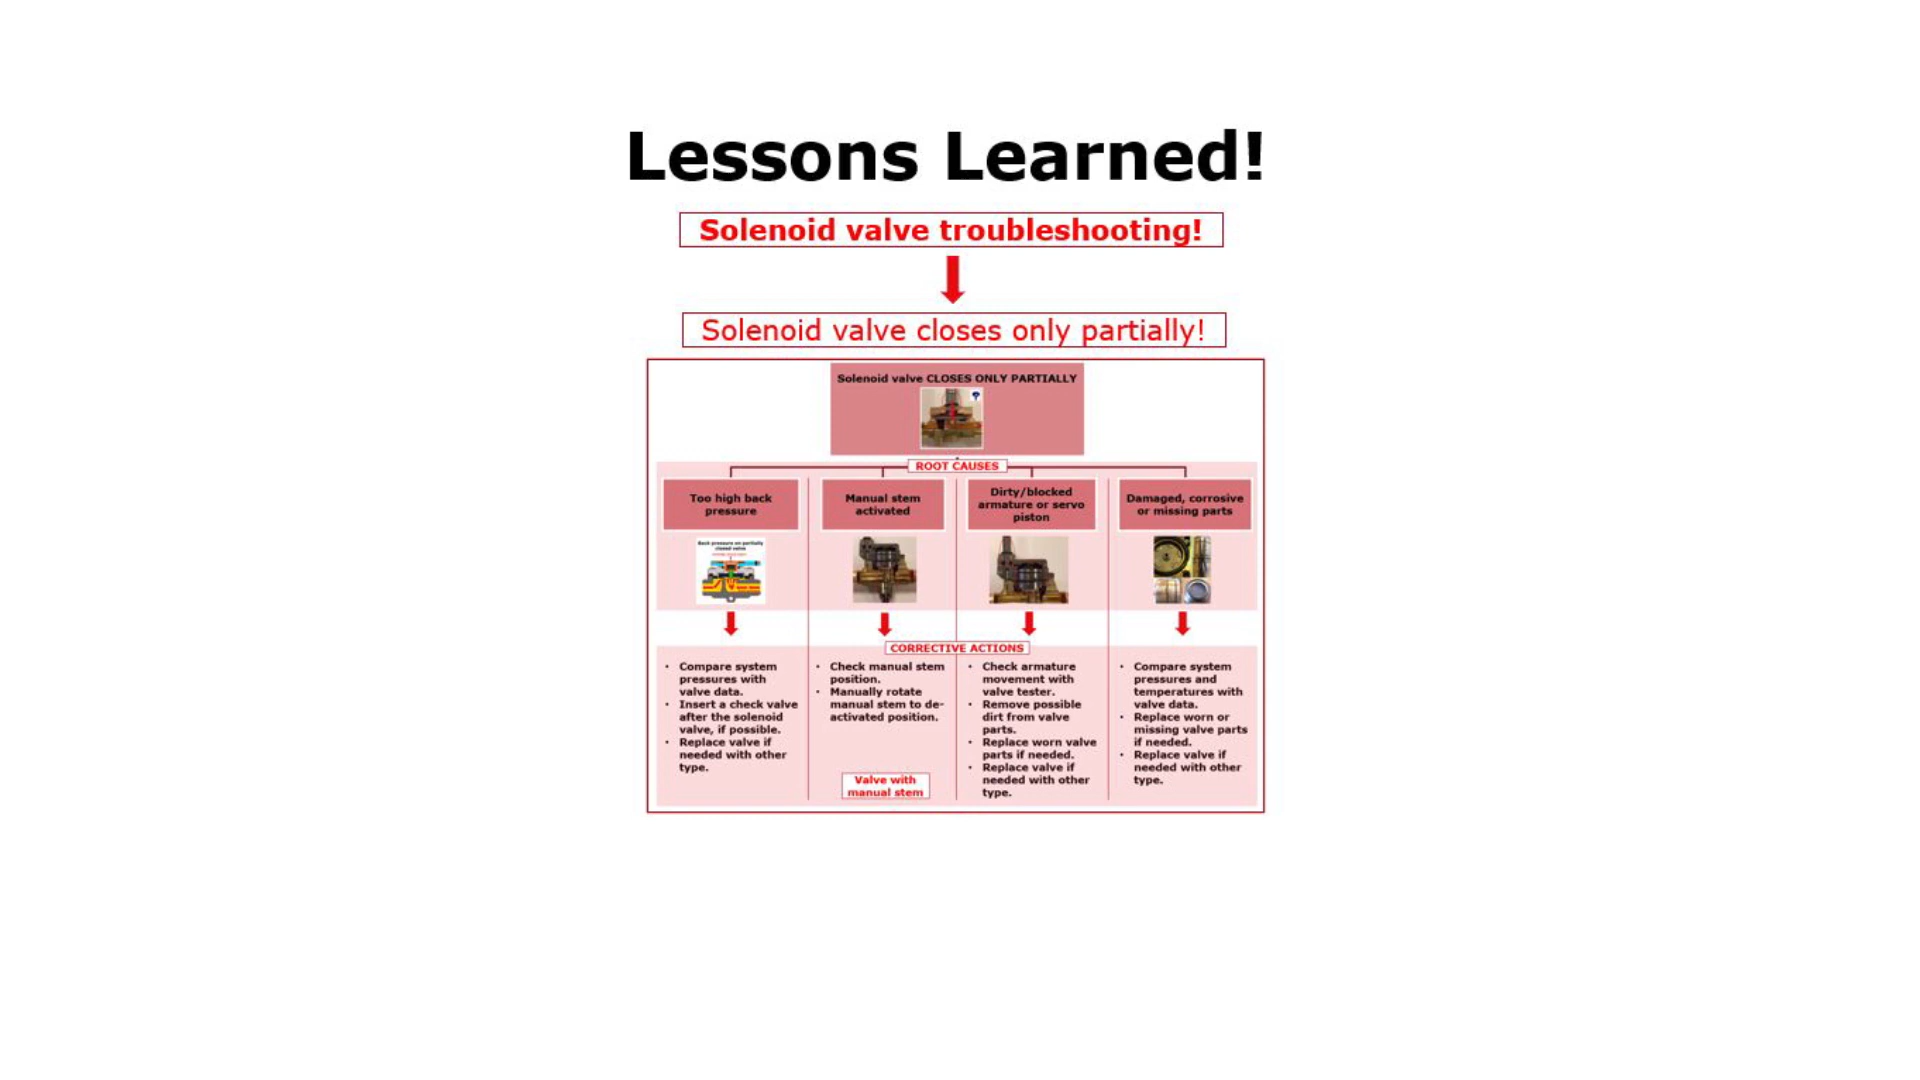 Lessons Learned!
Solenoid valve troubleshooting!
Solenoid valve closes only partially!
Solenoid valve CLOSES ONLY PARTIALLY
ROOT CAUSES
Too high back
pressure
Manual stem
activated
Dirty/blocked
armature or servo
piston
Damaged, corrosive
or missing parts
Back pressure on partially
closed valve
CORRECTIVE ACTIONS
• Compare system
pressures with
valve data.
• Insert a check valve
after the solenoid
valve, if possible.
• Replace valve if
needed with other
type.
• Check manual stem
position.
• Manually rotate
manual stem to de-
activated position.
Valve with
manual stem
• Check armature
movement with
valve tester.
• Remove possible
dirt from valve
parts.
• Replace worn valve
parts if needed.
• Replace valve if
needed with other
type.
• Compare system
pressures and
temperatures with
valve data.
• Replace worn or
missing valve parts
if needed.
• Replace valve if
needed with other
type.